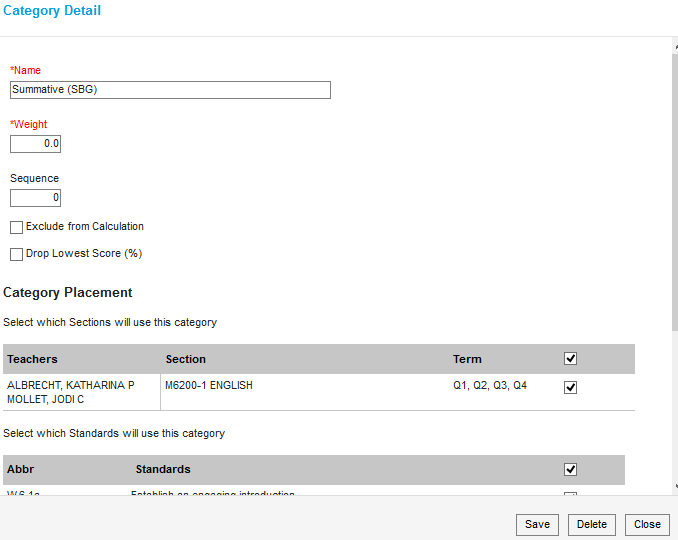 Category Detail
*Name
Summative (SBG)
*Weight
0.0
Sequence
0
Exclude from Calculation
Drop Lowest Score (%)
Category Placement
Select which Sections will use this category
Teachers Section Term
ALBRECHT, KATHARINA P M6200-1 ENGLISH Q1, Q2, Q3, Q4
MOLLET, JODI C
Select which Standards will use this category
Abbr Standards
W.6.1a Establish an engaging introduction
Save Delete Close